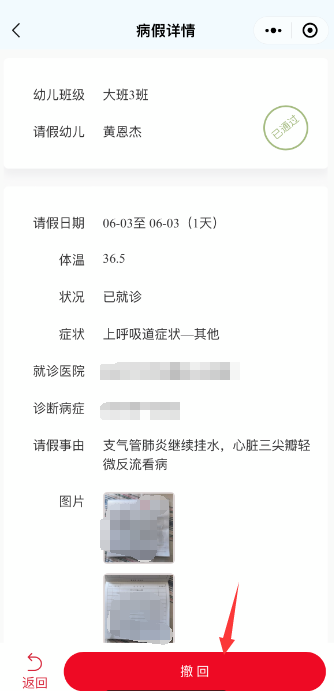 病假详情
幼儿班级 大班3班
请假幼儿 黄恩杰
已通过
请假日期 06-03至 06-03（1天）
体温 36.5
状况 已就诊
症状 上呼吸道症状—其他
就诊医院
诊断病症
请假事由 支气管肺炎继续挂水，心脏三尖瓣轻
微反流看病
图片
返回
撤 回